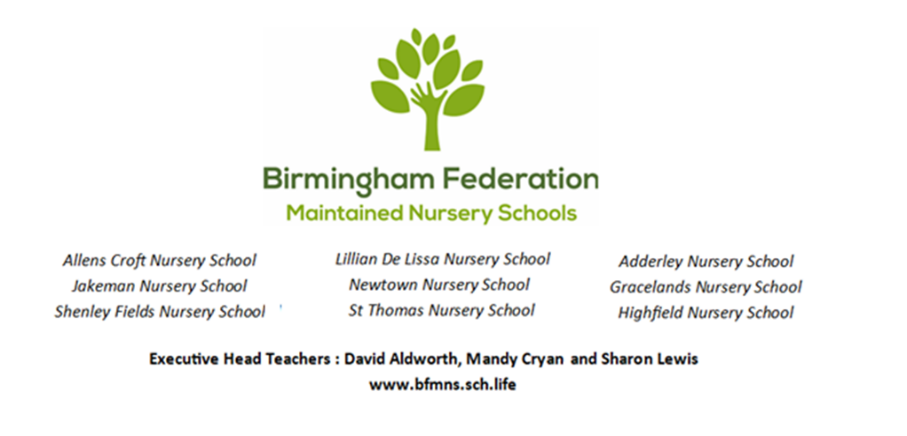 Birmingham Federation
Maintained Nursery Schools
Allens Croft Nursery School
Jakeman Nursery School
Shenley Fields Nursery School
Lillian De Lissa Nursery School
Newtown Nursery School
St Thomas Nursery School
Adderley Nursery School
Gracelands Nursery School
Highfield Nursery School
Executive Head Teachers : David Aldworth, Mandy Cryan and Sharon Lewis
www.bfmns.sch.life